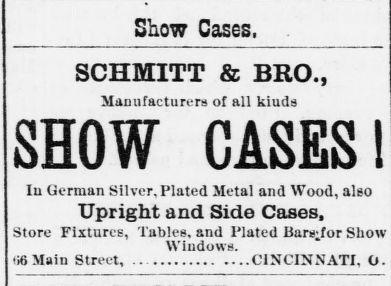 Show Cases.
SCHMITT & BRO.,
Manufacturers of all kinds
SHOW CASES!
In German Silver, Plated Metal and Wood, also
Upright and Side Cases,
Store Fixtures, Tables, and Plated Bars for Show
Windows.
66 Main Street, .............. CINCINNATI, O.